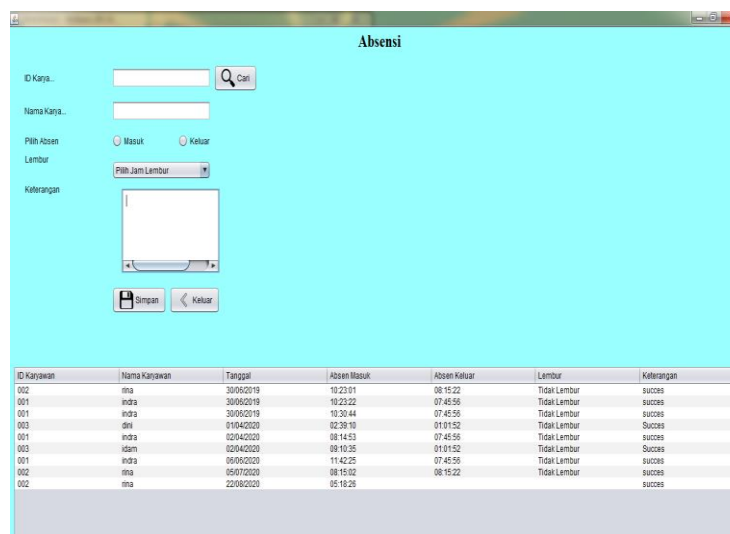 Absensi
ID Karya...
Cari
Nama Karya...
Pilih Absen Masuk Keluar
Lembur
Pilih Jam Lembur
Keterangan
Simpan Keluar
ID Karyawan Nama Karyawan Tanggal Absen Masuk Absen Keluar Lembur Keterangan
002 rina 30/06/2019 10:23:01 08:15:22 Tidak Lembur succes
001 indra 30/06/2019 10:23:22 07:45:56 Tidak Lembur succes
001 indra 30/06/2019 10:30:44 07:45:56 Tidak Lembur succes
003 dini 01/04/2020 02:39:10 01:01:52 Tidak Lembur Succes
001 indra 02/04/2020 08:14:53 07:45:56 Tidak Lembur succes
003 idam 02/04/2020 09:10:35 01:01:52 Tidak Lembur Succes
001 indra 06/06/2020 11:42:25 07:45:56 Tidak Lembur succes
002 rina 05/07/2020 08:15:02 08:15:22 Tidak Lembur succes
002 rina 22/08/2020 05:18:26 succes